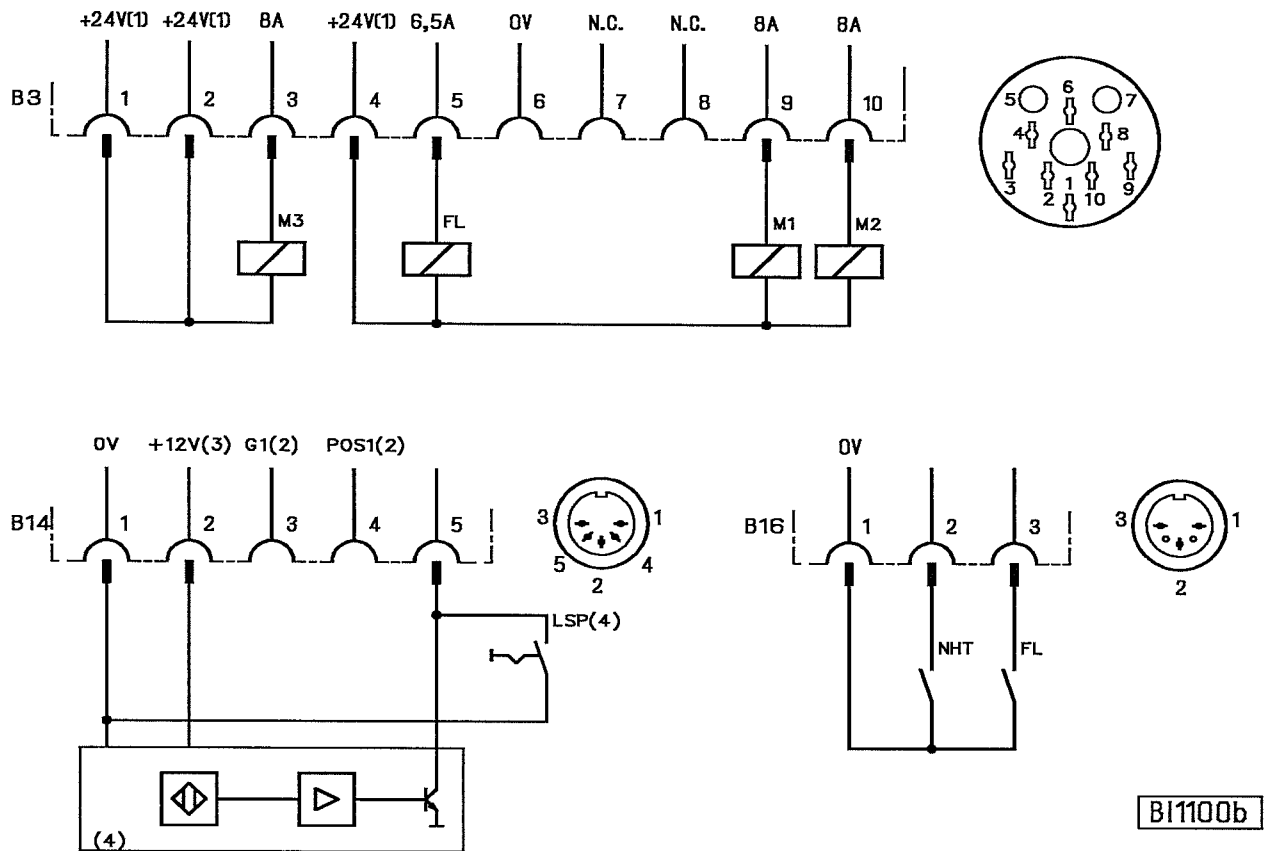 +24V(1) +24V(1) 8A +24V(1) 6,5A 0V N.C. N.C. 8A 8A
B3 1 2 3 4 5 6 7 8 9 10
M3 FL M1 M2
6
5 7
4 8
3 1 9
2 10
0V +12V(3) G1(2) POS1(2)
B14 1 2 3 4 5
3 1
5 4
2
LSP(4)
(4)
0V
B16 1 2 3
3 1
2
NHT FL
BI1100b